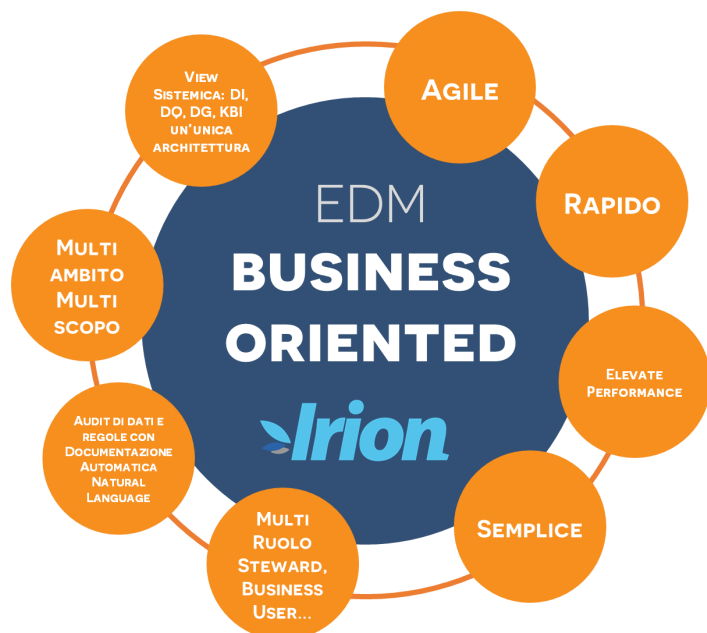 EDM
BUSINESS
ORIENTED
Irion
AGILE
RAPIDO
ELEVATE
PERFORMANCE
SEMPLICE
MULTI
RUOLO
STEWARD,
BUSINESS
USER...
AUDIT DI DATI E
REGOLE CON
DOCUMENTAZIONE
AUTOMATICA
NATURAL
LANGUAGE
MULTI
AMBITO
MULTI
SCOPO
VIEW
SISTEMICA: DI,
DQ, DG, KBI
UN'UNICA
ARCHITETTURA